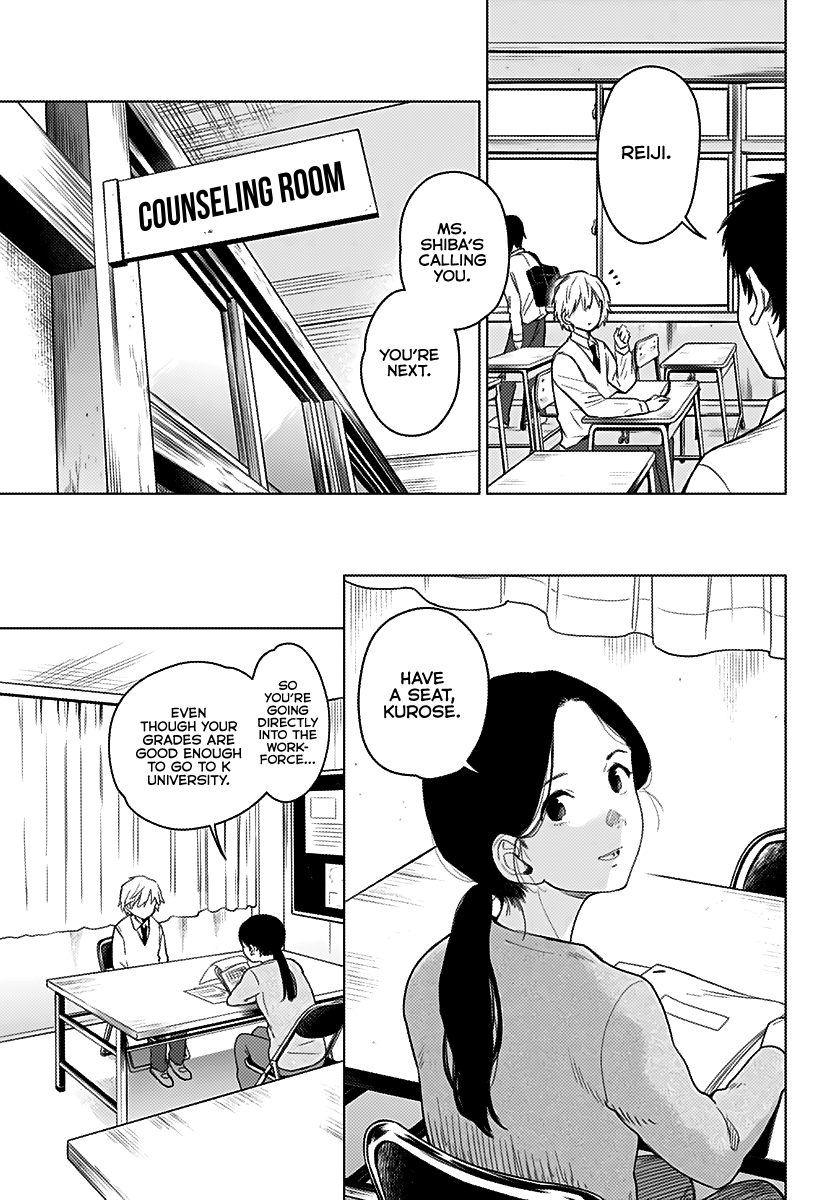 REIJI.
MS.
SHIBA'S
CALLING
YOU.
YOU'RE
NEXT.
COUNSELING ROOM
HAVE
A SEAT,
KUROSE.
SO
YOU'RE
GOING
DIRECTLY
INTO THE
WORK-
FORCE...
EVEN
THOUGH YOUR
GRADES ARE
GOOD ENOUGH
TO GO TO K
UNIVERSITY.